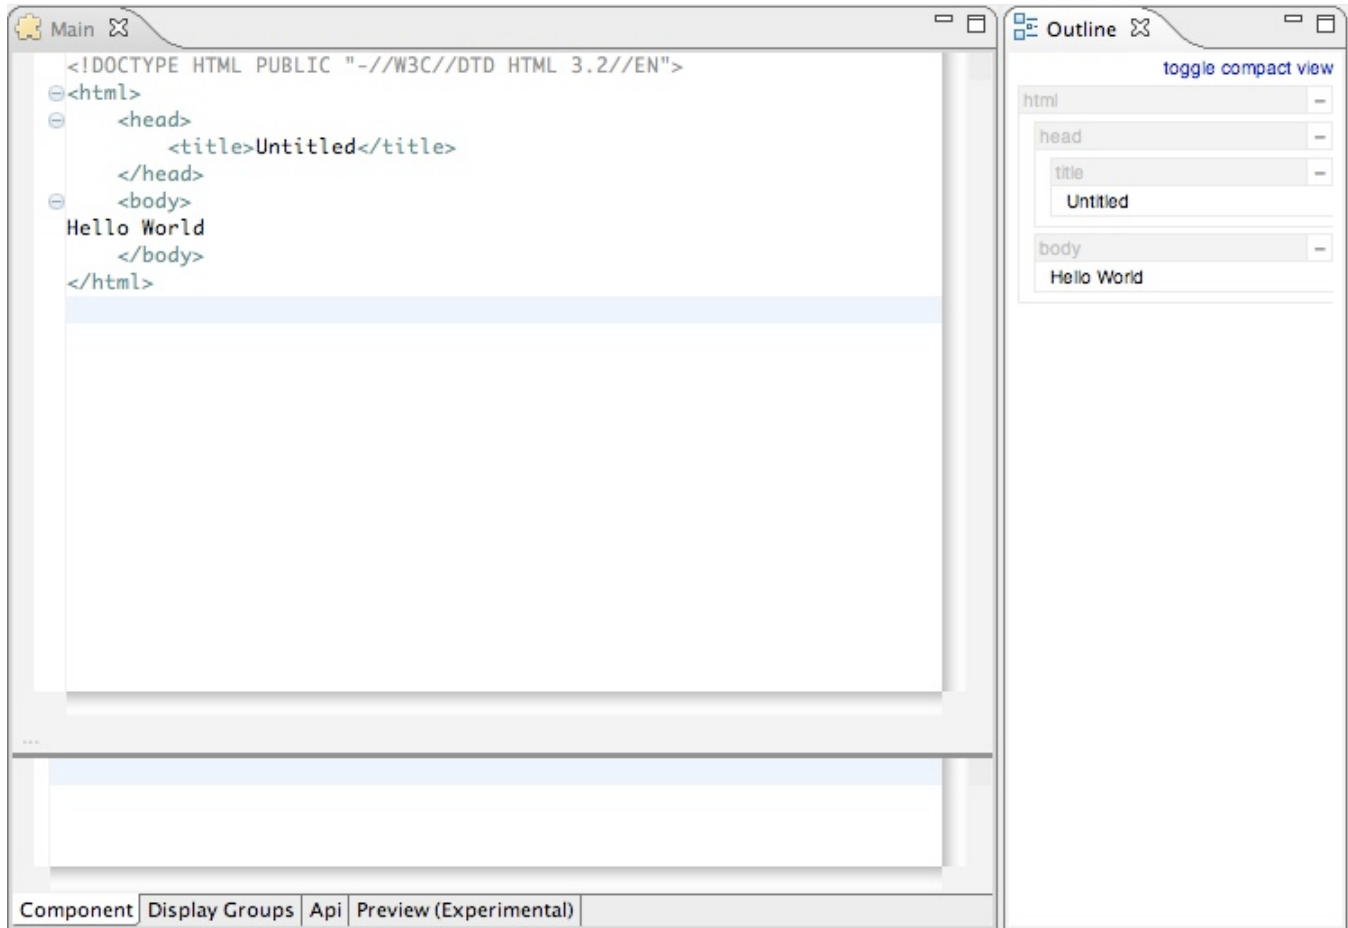 Main
<!DOCTYPE HTML PUBLIC "-//W3C//DTD HTML 3.2//EN">
<html>
<head>
<title>Untitled</title>
</head>
<body>
Hello World
</body>
</html>
...
Component Display Groups Api Preview (Experimental)
Outline
toggle compact view
html
head
title
Untitled
body
Hello World